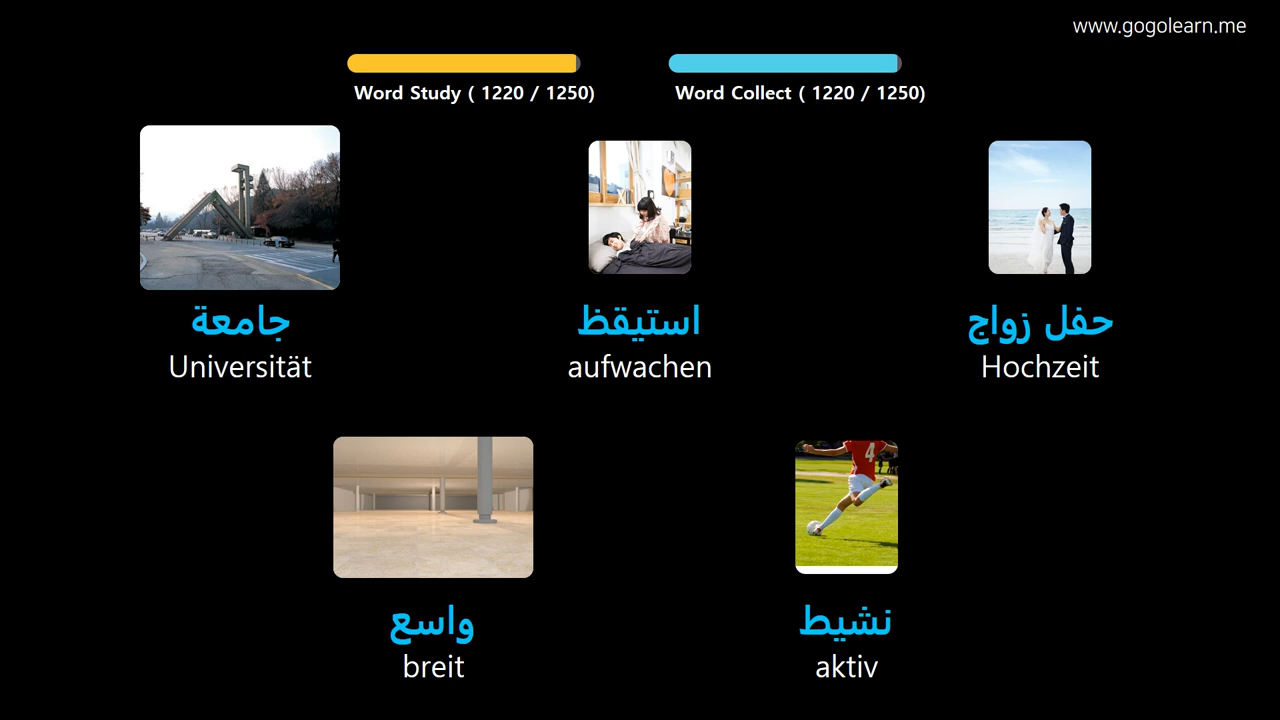 www.gogolearn.me
Word Study ( 1220 / 1250)
Word Collect ( 1220 / 1250)
جامعة
Universität
استيقظ
aufwachen
حفل زواج
Hochzeit
واسع
breit
نشيط
aktiv
4